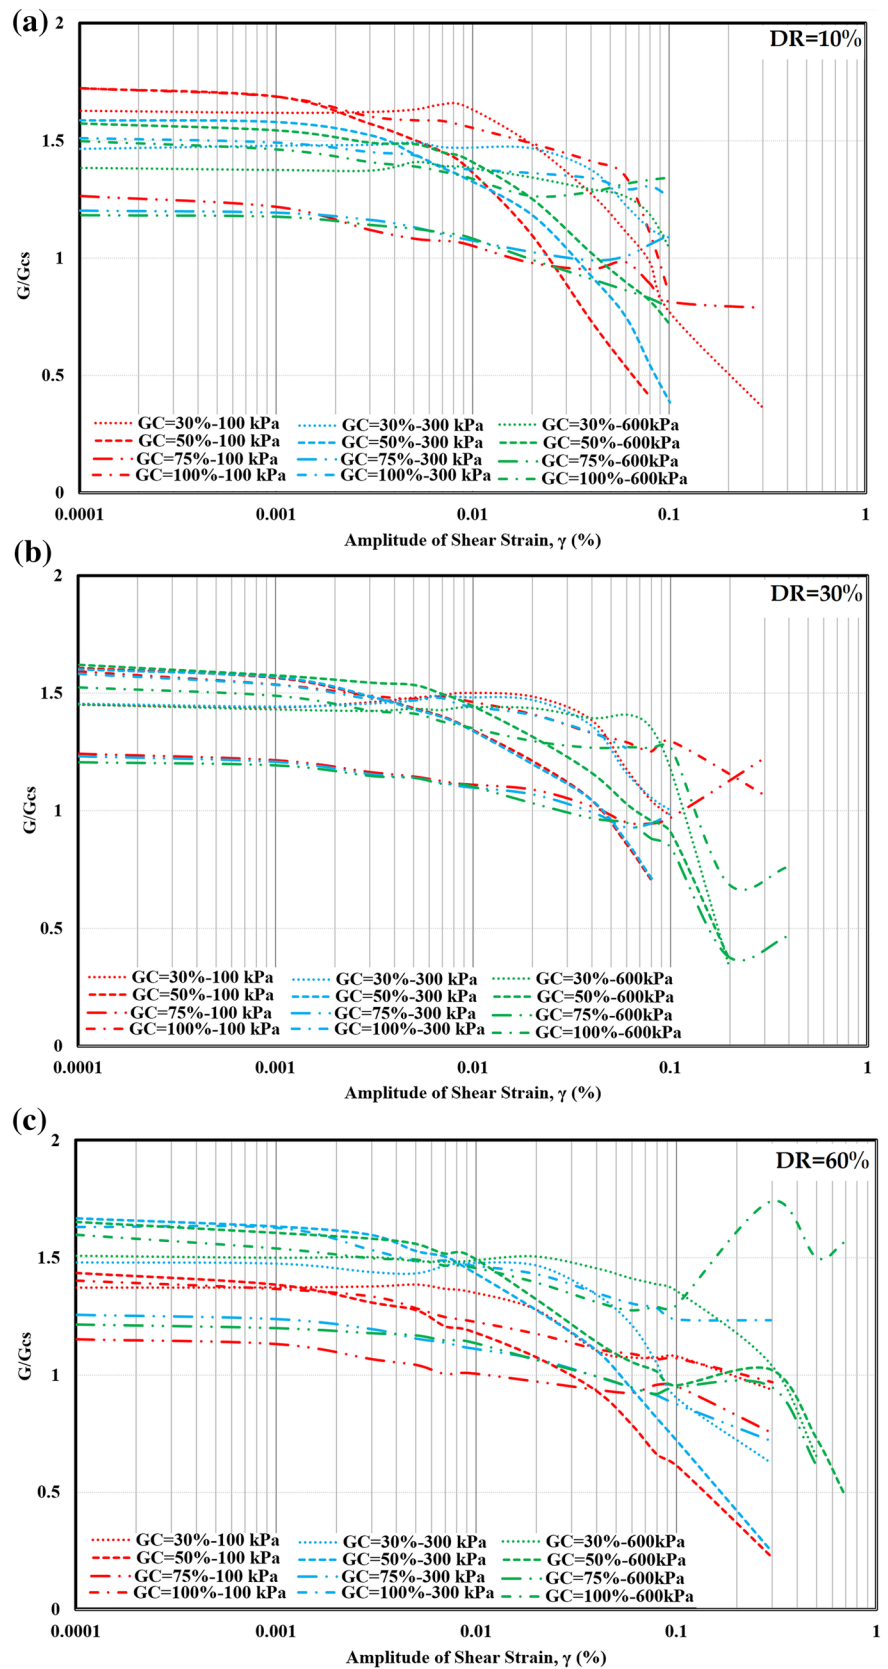 (a)
DR=10%
2
1.5
1
0.5
0
G/Gcs
GC=30%-100 kPa
GC=50%-100 kPa
GC=75%-100 kPa
GC=100%-100 kPa
GC=30%-300 kPa
GC=50%-300 kPa
GC=75%-300 kPa
GC=100%-300 kPa
GC=30%-600kPa
GC=50%-600kPa
GC=75%-600kPa
GC=100%-600kPa
0.0001 0.001 0.01 0.1 1
Amplitude of Shear Strain, γ (%)
(b)
DR=30%
2
1.5
1
0.5
0
G/Gcs
GC=30%-100 kPa
GC=50%-100 kPa
GC=75%-100 kPa
GC=100%-100 kPa
GC=30%-300 kPa
GC=50%-300 kPa
GC=75%-300 kPa
GC=100%-300 kPa
GC=30%-600kPa
GC=50%-600kPa
GC=75%-600kPa
GC=100%-600kPa
0.0001 0.001 0.01 0.1 1
Amplitude of Shear Strain, γ (%)
(c)
DR=60%
2
1.5
1
0.5
0
G/Gcs
GC=30%-100 kPa
GC=50%-100 kPa
GC=75%-100 kPa
GC=100%-100 kPa
GC=30%-300 kPa
GC=50%-300 kPa
GC=75%-300 kPa
GC=100%-300 kPa
GC=30%-600kPa
GC=50%-600kPa
GC=75%-600kPa
GC=100%-600kPa
0.0001 0.001 0.01 0.1 1
Amplitude of Shear Strain, γ (%)